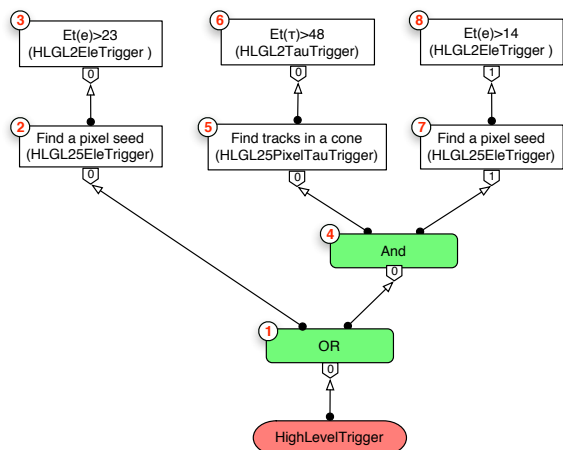 3
Et(e)>23
(HLGL2EleTrigger )
0
6
Et(τ)>48
(HLGL2TauTrigger)
0
8
Et(e)>14
(HLGL2EleTrigger )
1
2
Find a pixel seed
(HLGL25EleTrigger)
0
5
Find tracks in a cone
(HLGL25PixelTauTrigger)
0
7
Find a pixel seed
(HLGL25EleTrigger)
1
4
And
0
1
OR
0
HighLevelTrigger